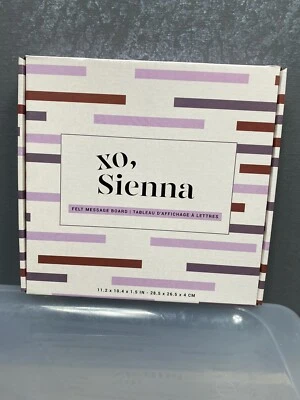 xo,
Sienna
FELT MESSAGE BOARD | TABLEAU D'AFFICHAGE À LETTRES
11.2 x 10.4 x 1.5 IN - 28.5 x 26.5 x 4 CM